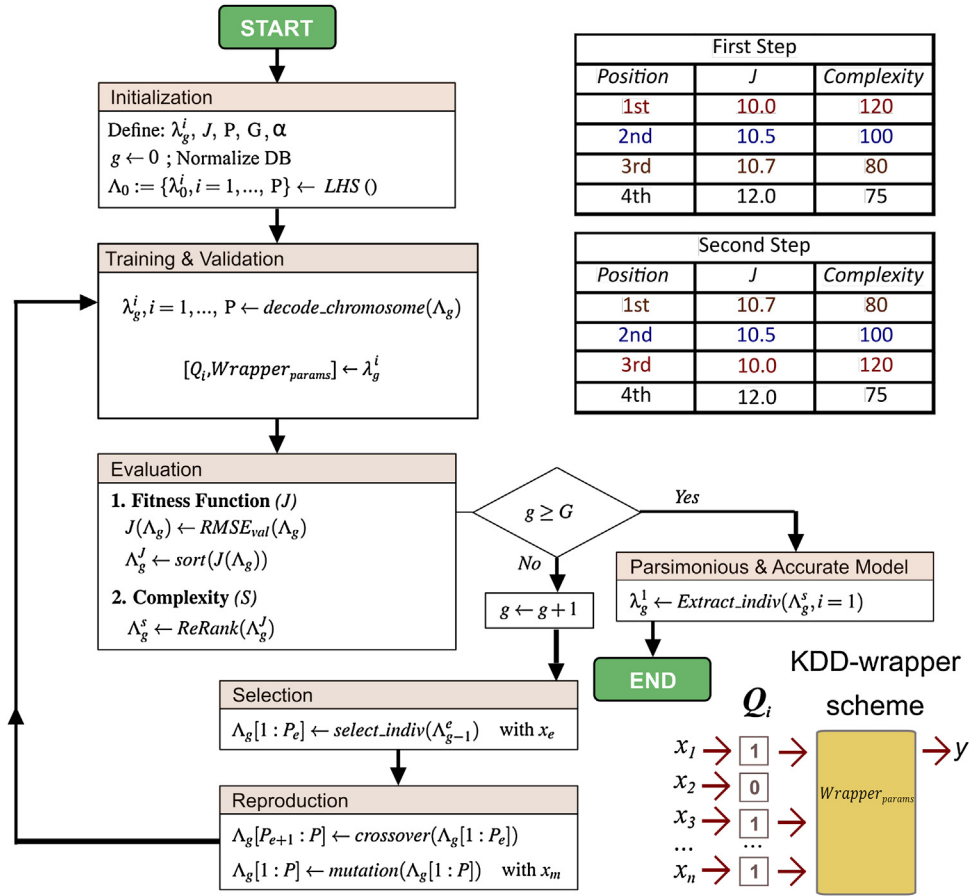 START
Initialization
Define: λ_g^i, J, P, G, α
g ← 0 ; Normalize DB
Λ_0 := {λ_0^i, i = 1, ..., P} ← LHS ()
Training & Validation
λ_g^i, i = 1, ..., P ← decode_chromosome(Λ_g)
[Q_i,Wrapper_params] ← λ_g^i
Evaluation
1. Fitness Function (J)
J(Λ_g) ← RMSE_val(Λ_g)
Λ_g^J ← sort(J(Λ_g))
2. Complexity (S)
Λ_g^s ← ReRank(Λ_g^J)
g ≥ G
Yes
No
g ← g + 1
Parsimonious & Accurate Model
λ_g^1 ← Extract_indiv(Λ_g^s, i = 1)
END
Selection
Λ_g[1 : P_e] ← select_indiv(Λ_{g-1}^e) with x_e
Reproduction
Λ_g[P_{e+1} : P] ← crossover(Λ_g[1 : P_e])
Λ_g[1 : P] ← mutation(Λ_g[1 : P]) with x_m
First Step
Position J Complexity
1st 10.0 120
2nd 10.5 100
3rd 10.7 80
4th 12.0 75
Second Step
Position J Complexity
1st 10.7 80
2nd 10.5 100
3rd 10.0 120
4th 12.0 75
KDD-wrapper
scheme
Q_i
x_1 1
x_2 0
x_3 1
... ...
x_n 1
Wrapper_params
y